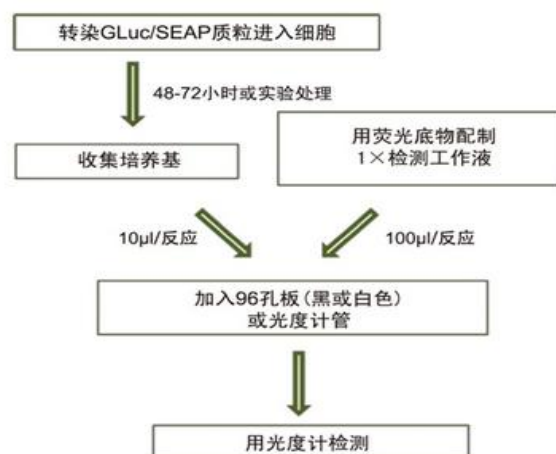 转染GLuc/SEAP质粒进入细胞
48-72小时或实验处理
收集培养基
用荧光底物配制
1×检测工作液
10μl/反应
100μl/反应
加入96孔板(黑或白色)
或光度计管
用光度计检测